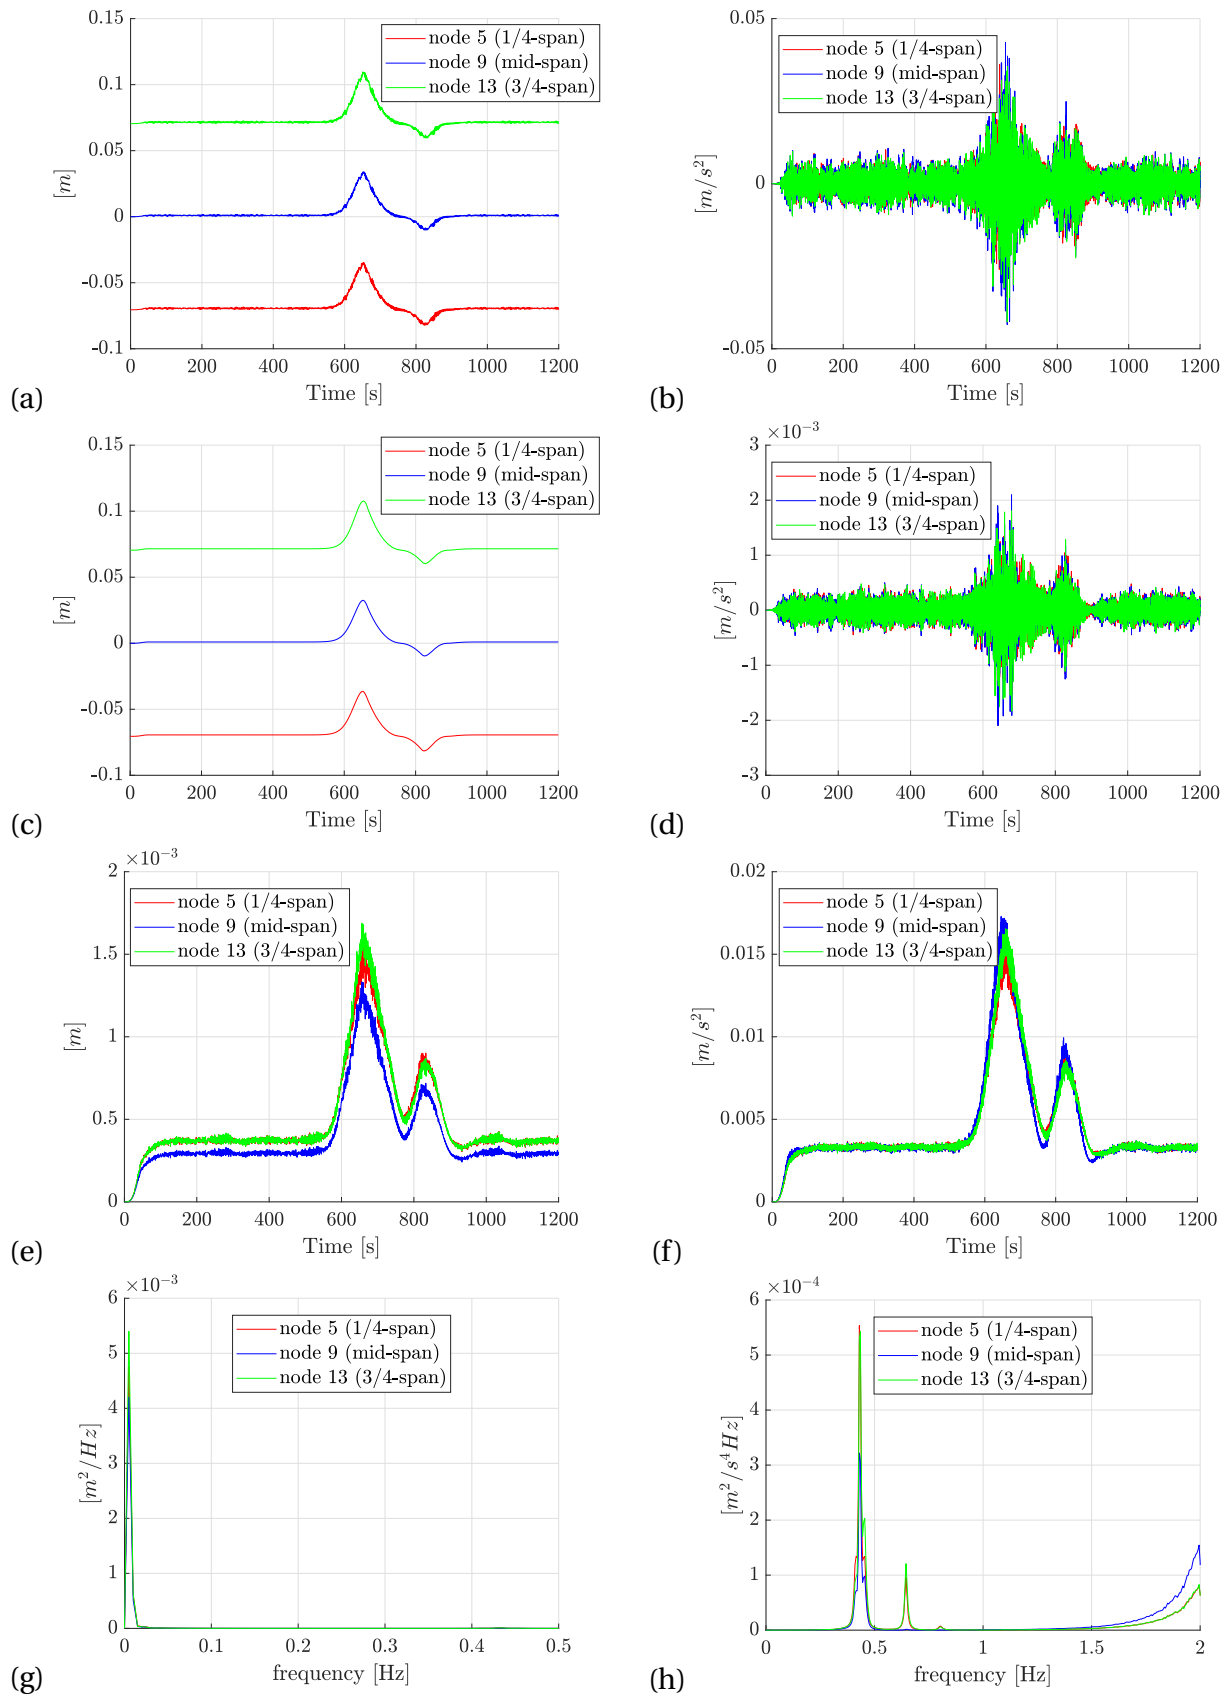 0.15
0.1
0.05
0
-0.05
-0.1
[m]
node 5 (1/4-span)
node 9 (mid-span)
node 13 (3/4-span)
0 200 400 600 800 1000 1200
Time [s]
(a)
0.05
0
-0.05
[m/s²]
node 5 (1/4-span)
node 9 (mid-span)
node 13 (3/4-span)
0 200 400 600 800 1000 1200
Time [s]
(b)
0.15
0.1
0.05
0
-0.05
-0.1
[m]
node 5 (1/4-span)
node 9 (mid-span)
node 13 (3/4-span)
0 200 400 600 800 1000 1200
Time [s]
(c)
×10⁻³
3
2
1
0
-1
-2
-3
[m/s²]
node 5 (1/4-span)
node 9 (mid-span)
node 13 (3/4-span)
0 200 400 600 800 1000 1200
Time [s]
(d)
×10⁻³
2
1.5
1
0.5
0
[m]
node 5 (1/4-span)
node 9 (mid-span)
node 13 (3/4-span)
0 200 400 600 800 1000 1200
Time [s]
(e)
0.02
0.015
0.01
0.005
0
[m/s²]
node 5 (1/4-span)
node 9 (mid-span)
node 13 (3/4-span)
0 200 400 600 800 1000 1200
Time [s]
(f)
×10⁻³
6
5
4
3
2
1
0
[m²/Hz]
node 5 (1/4-span)
node 9 (mid-span)
node 13 (3/4-span)
0 0.1 0.2 0.3 0.4 0.5
frequency [Hz]
(g)
×10⁻⁴
6
5
4
3
2
1
0
[m²/s⁴Hz]
node 5 (1/4-span)
node 9 (mid-span)
node 13 (3/4-span)
0 0.5 1 1.5 2
frequency [Hz]
(h)